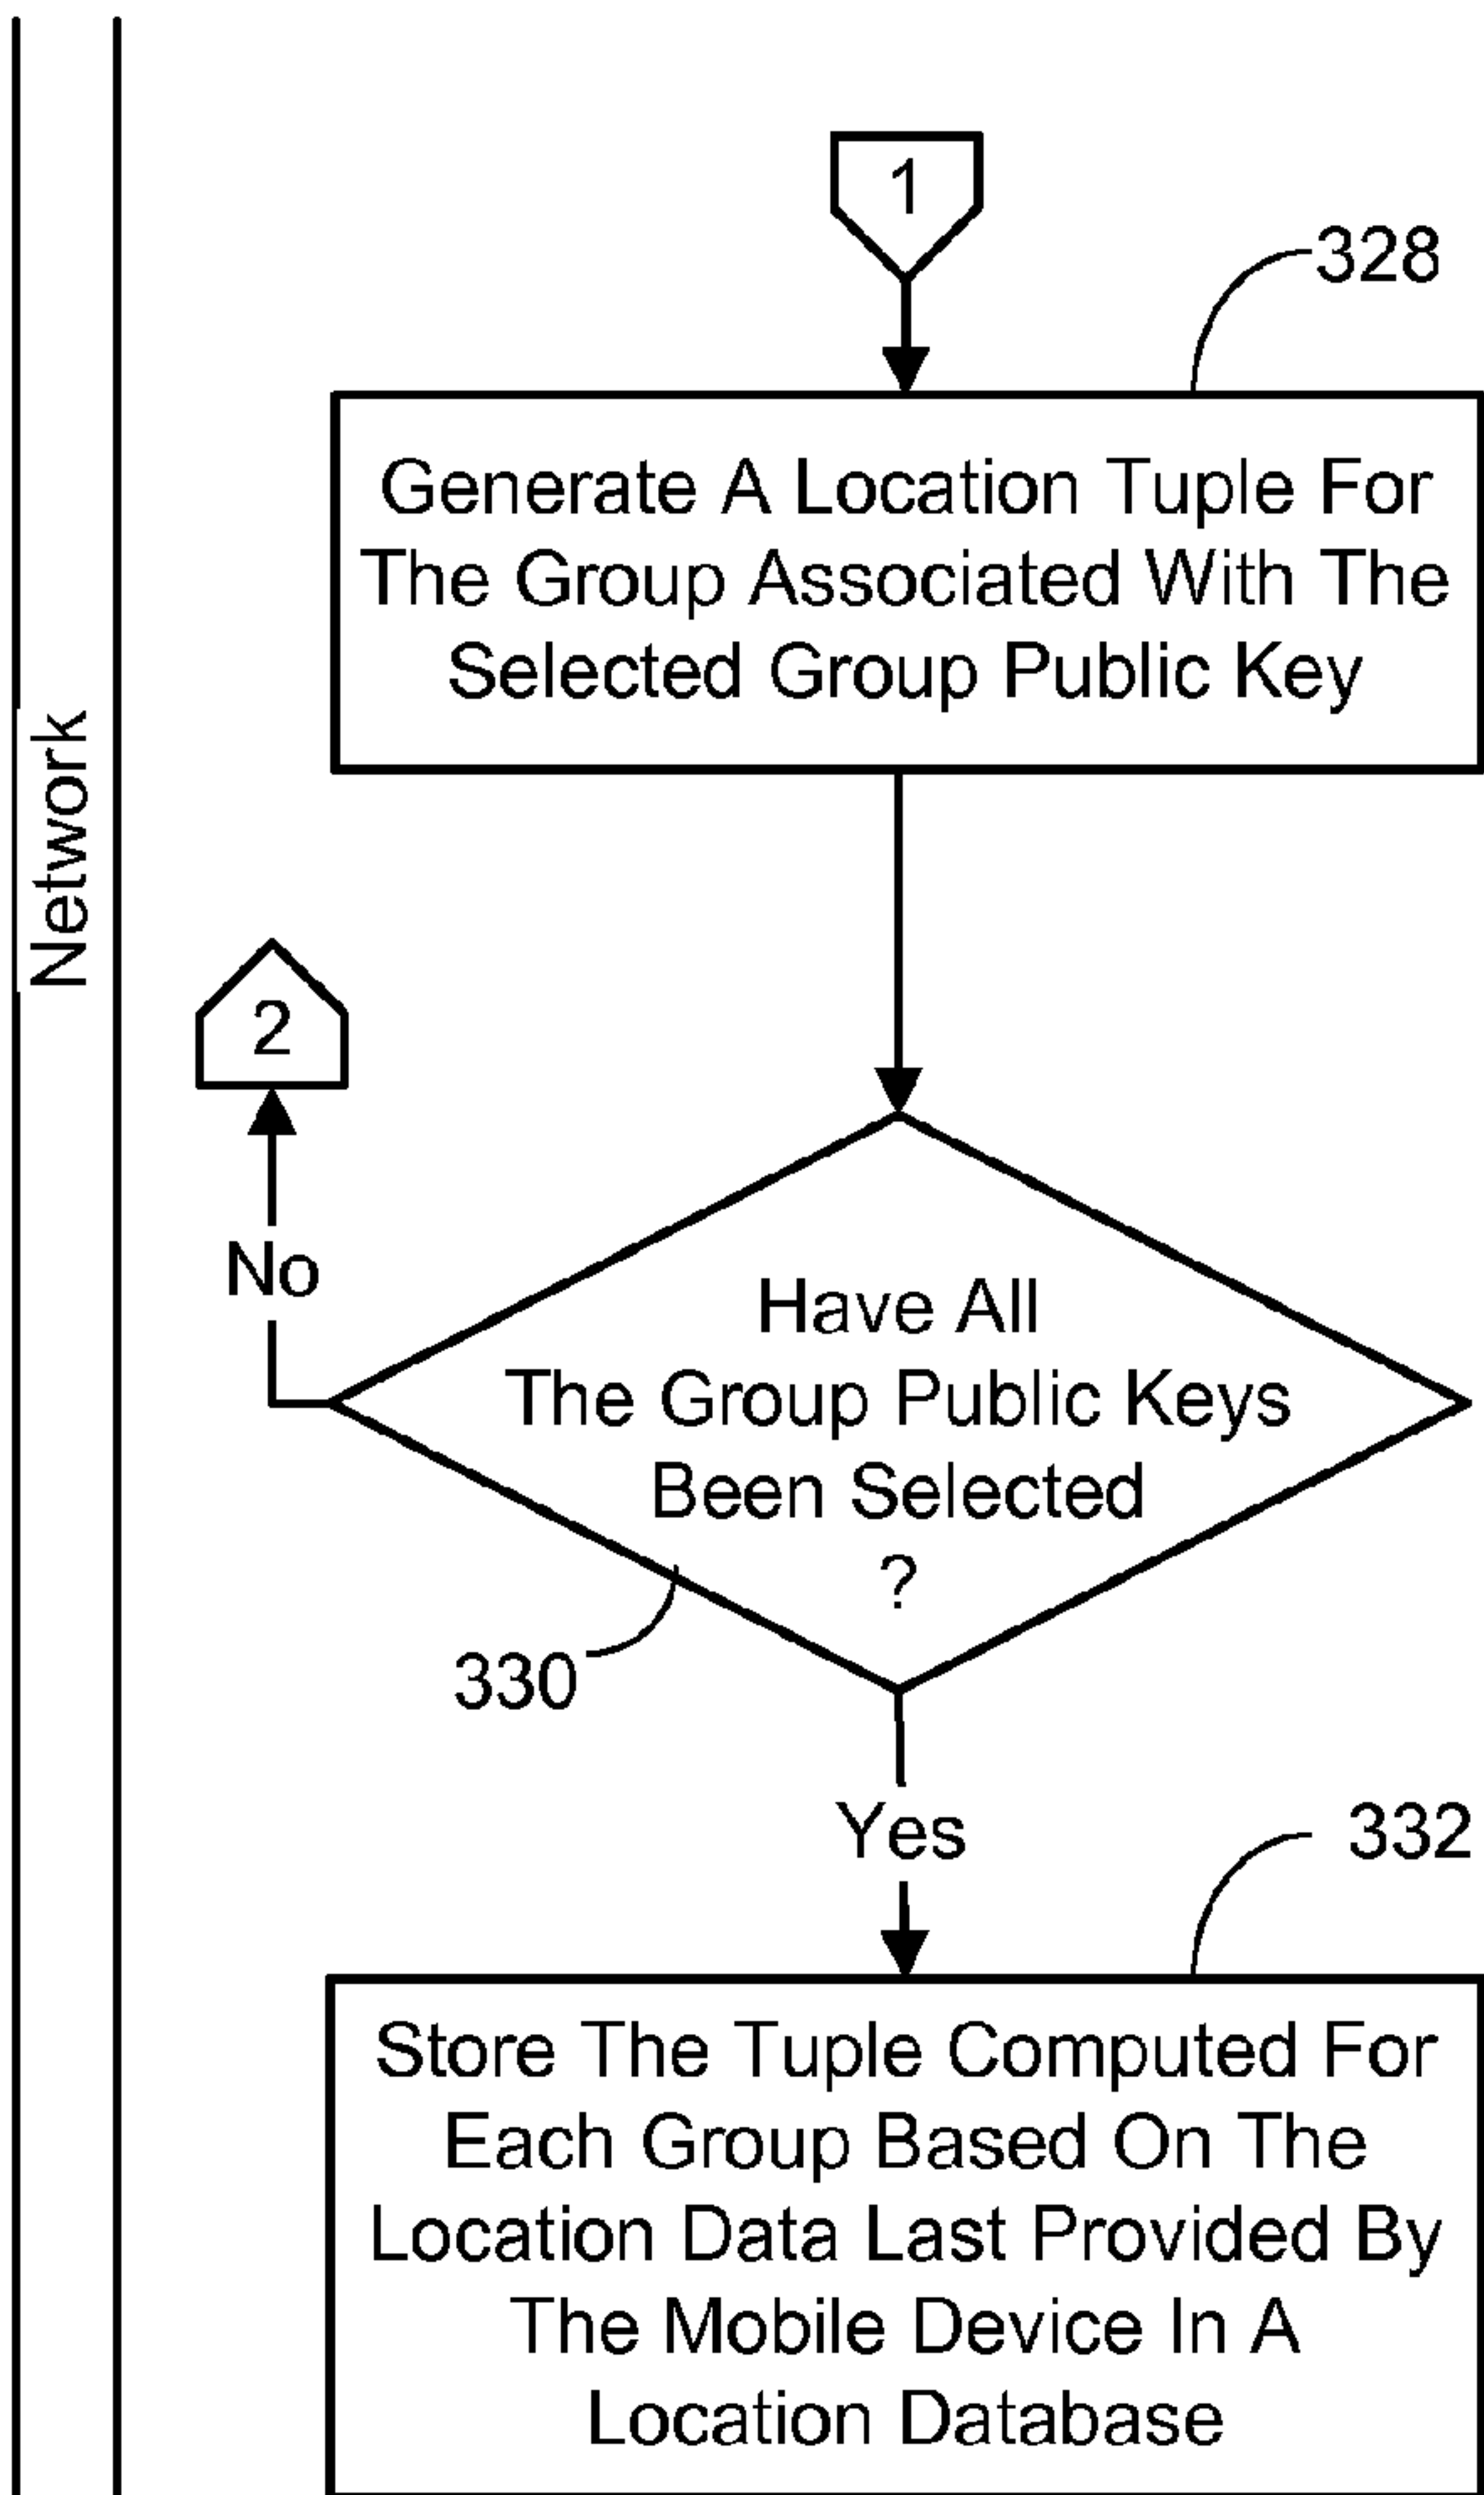 1
328
Generate A Location Tuple For
The Group Associated With The
Selected Group Public Key
Network
2
No
Have All
The Group Public Keys
Been Selected
?
330
Yes
332
Store The Tuple Computed For
Each Group Based On The
Location Data Last Provided By
The Mobile Device In A
Location Database